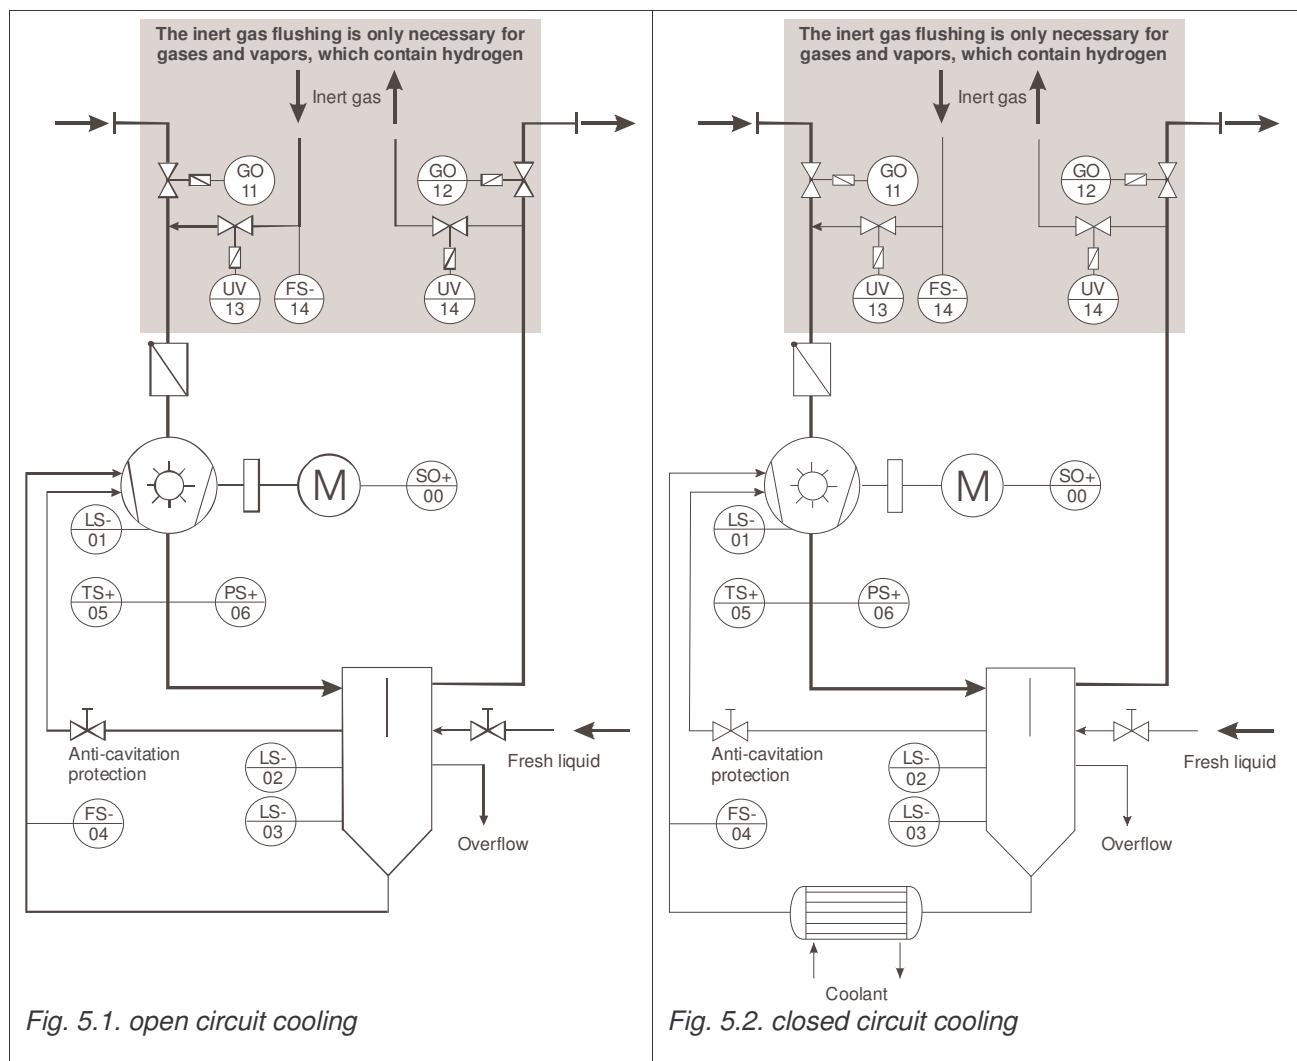 The inert gas flushing is only necessary for
gases and vapors, which contain hydrogen
Inert gas
GO
11
GO
12
UV
13
FS-
14
UV
14
M
SO+
00
LS-
01
TS+
05
PS+
06
Anti-cavitation
protection
LS-
02
Fresh liquid
FS-
04
LS-
03
Overflow
Fig. 5.1. open circuit cooling
The inert gas flushing is only necessary for
gases and vapors, which contain hydrogen
Inert gas
GO
11
GO
12
UV
13
FS-
14
UV
14
M
SO+
00
LS-
01
TS+
05
PS+
06
Anti-cavitation
protection
LS-
02
Fresh liquid
FS-
04
LS-
03
Overflow
Coolant
Fig. 5.2. closed circuit cooling